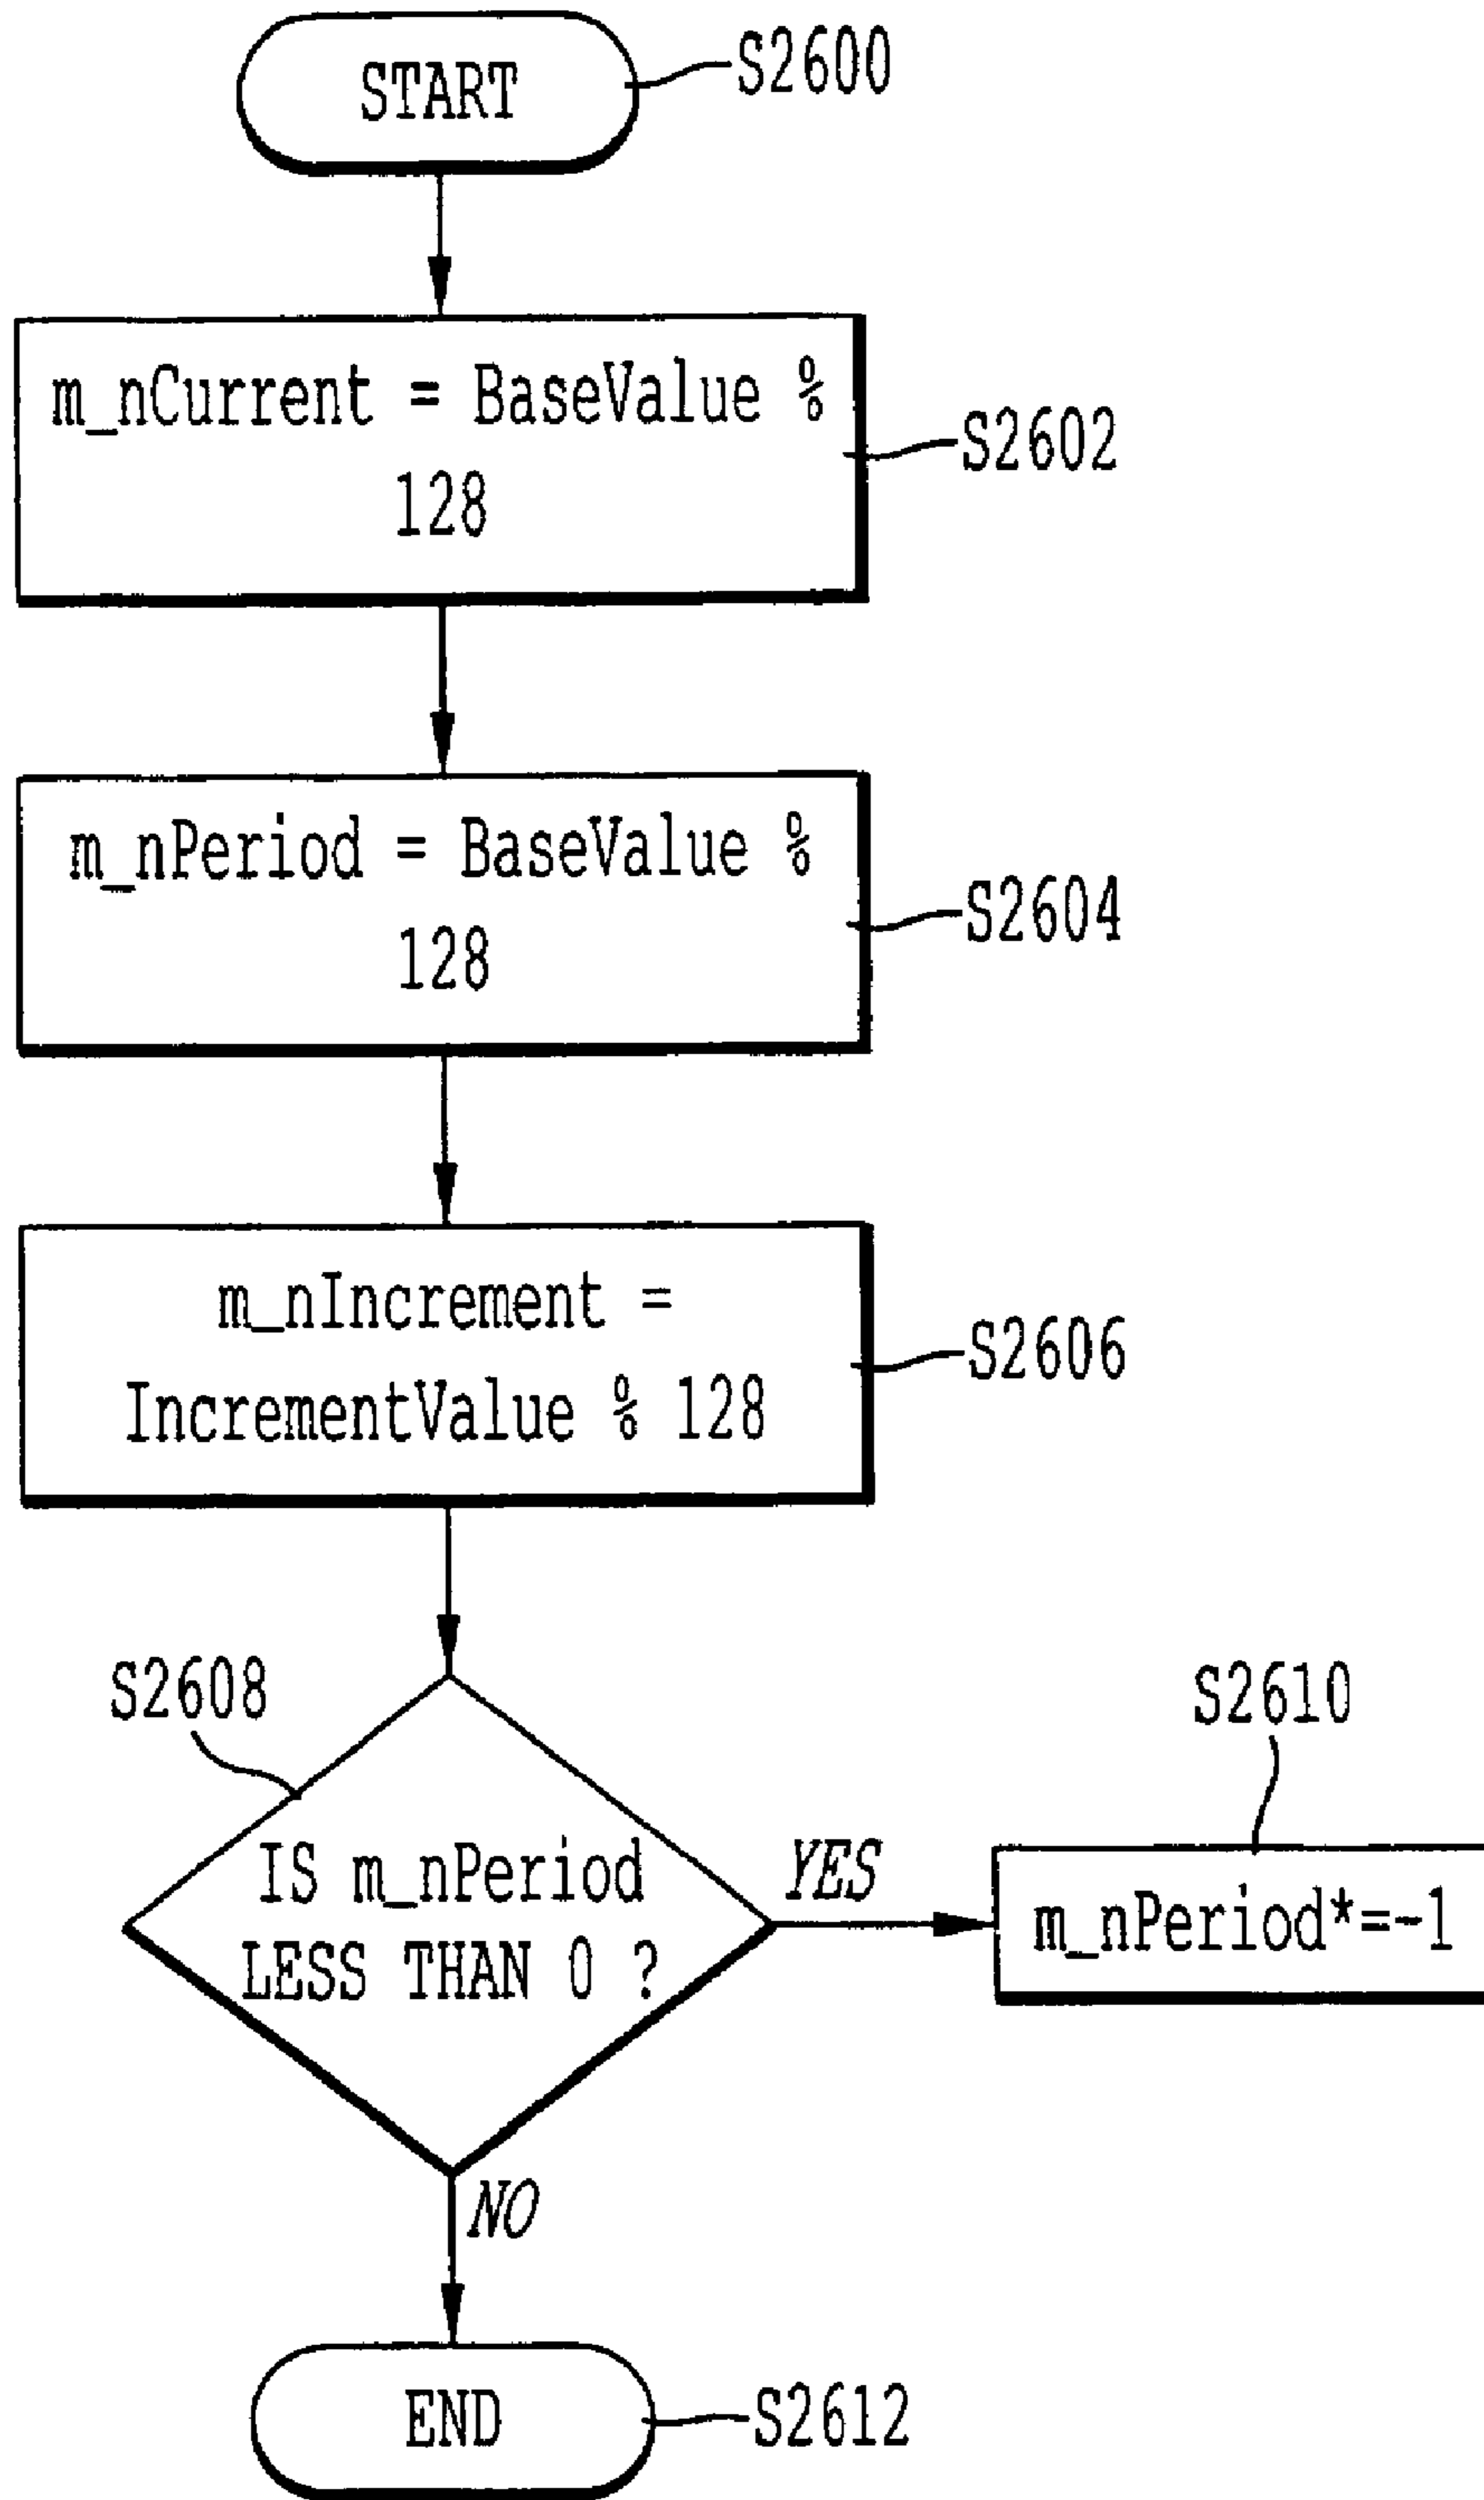 START
S2600
m_nCurrent = BaseValue %
128
S2602
m_nPeriod = BaseValue %
128
S2604
m_nIncrement =
IncrementValue % 128
S2606
S2608
IS m_nPeriod
LESS THAN 0 ?
YES
S2610
m_nPeriod*=-1
NO
END
S2612